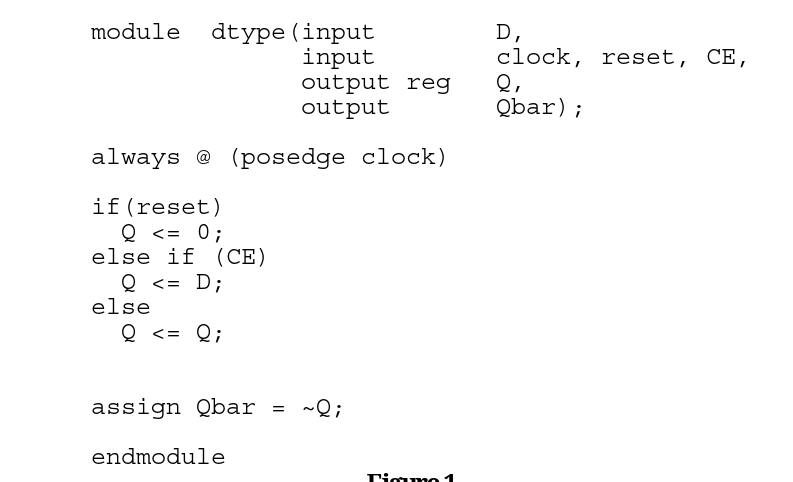 module  dtype(input        D,
              input        clock, reset, CE,
              output reg   Q,
              output       Qbar);
always @ (posedge clock)
if(reset)
  Q <= 0;
else if (CE)
  Q <= D;
else
  Q <= Q;
assign Qbar = ~Q;
endmodule
Figure 1